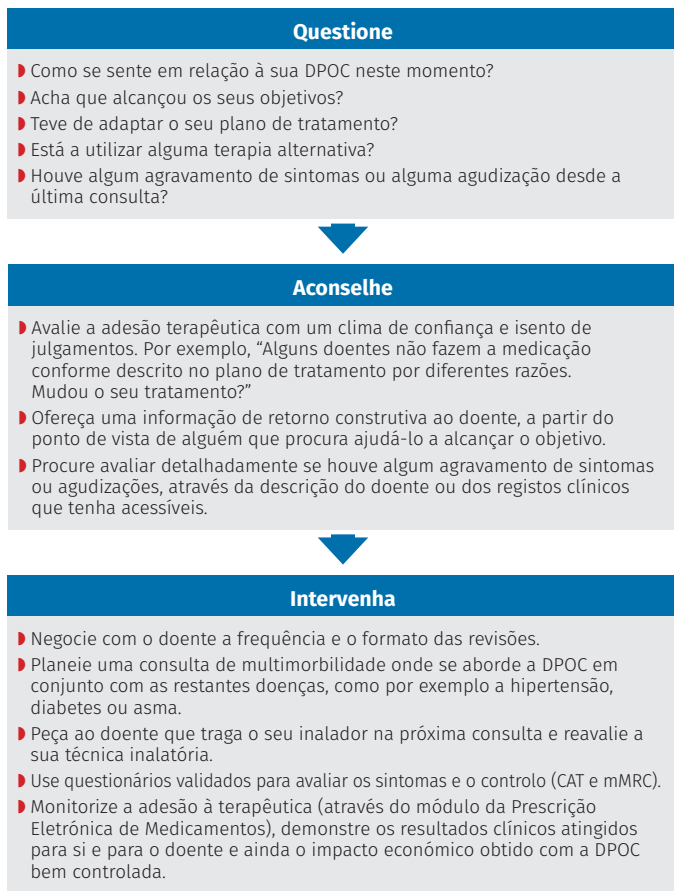 Questione
Como se sente em relação à sua DPOC neste momento?
Acha que alcançou os seus objetivos?
Teve de adaptar o seu plano de tratamento?
Está a utilizar alguma terapia alternativa?
Houve algum agravamento de sintomas ou alguma agudização desde a
última consulta?
Aconselhe
Avalie a adesão terapêutica com um clima de confiança e isento de
julgamentos. Por exemplo, “Alguns doentes não fazem a medicação
conforme descrito no plano de tratamento por diferentes razões.
Mudou o seu tratamento?”
Ofereça uma informação de retorno construtiva ao doente, a partir do
ponto de vista de alguém que procura ajudá-lo a alcançar o objetivo.
Procure avaliar detalhadamente se houve algum agravamento de sintomas
ou agudizações, através da descrição do doente ou dos registos clínicos
que tenha acessíveis.
Intervenha
Negocie com o doente a frequência e o formato das revisões.
Planeie uma consulta de multimorbilidade onde se aborde a DPOC em
conjunto com as restantes doenças, como por exemplo a hipertensão,
diabetes ou asma.
Peça ao doente que traga o seu inalador na próxima consulta e reavalie a
sua técnica inalatória.
Use questionários validados para avaliar os sintomas e o controlo (CAT e mMRC).
Monitorize a adesão à terapêutica (através do módulo da Prescrição
Eletrónica de Medicamentos), demonstre os resultados clínicos atingidos
para si e para o doente e ainda o impacto económico obtido com a DPOC
bem controlada.